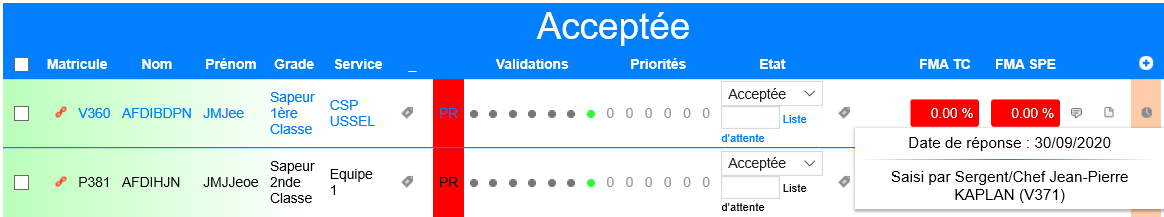 Acceptée
Matricule Nom Prénom Grade Service _ Validations Priorités Etat FMA TC FMA SPE
V360 AFDIBDPN JMJee Sapeur 1ère Classe CSP USSEL PR 0 0 0 0 0 0 Acceptée Liste d'attente 0.00 % 0.00 %
Date de réponse : 30/09/2020
Saisi par Sergent/Chef Jean-Pierre
KAPLAN (V371)
P381 AFDIHJN JMJJeoe Sapeur 2nde Classe Equipe 1 PR 0 0 0 0 0 0 Acceptée Liste d'attente